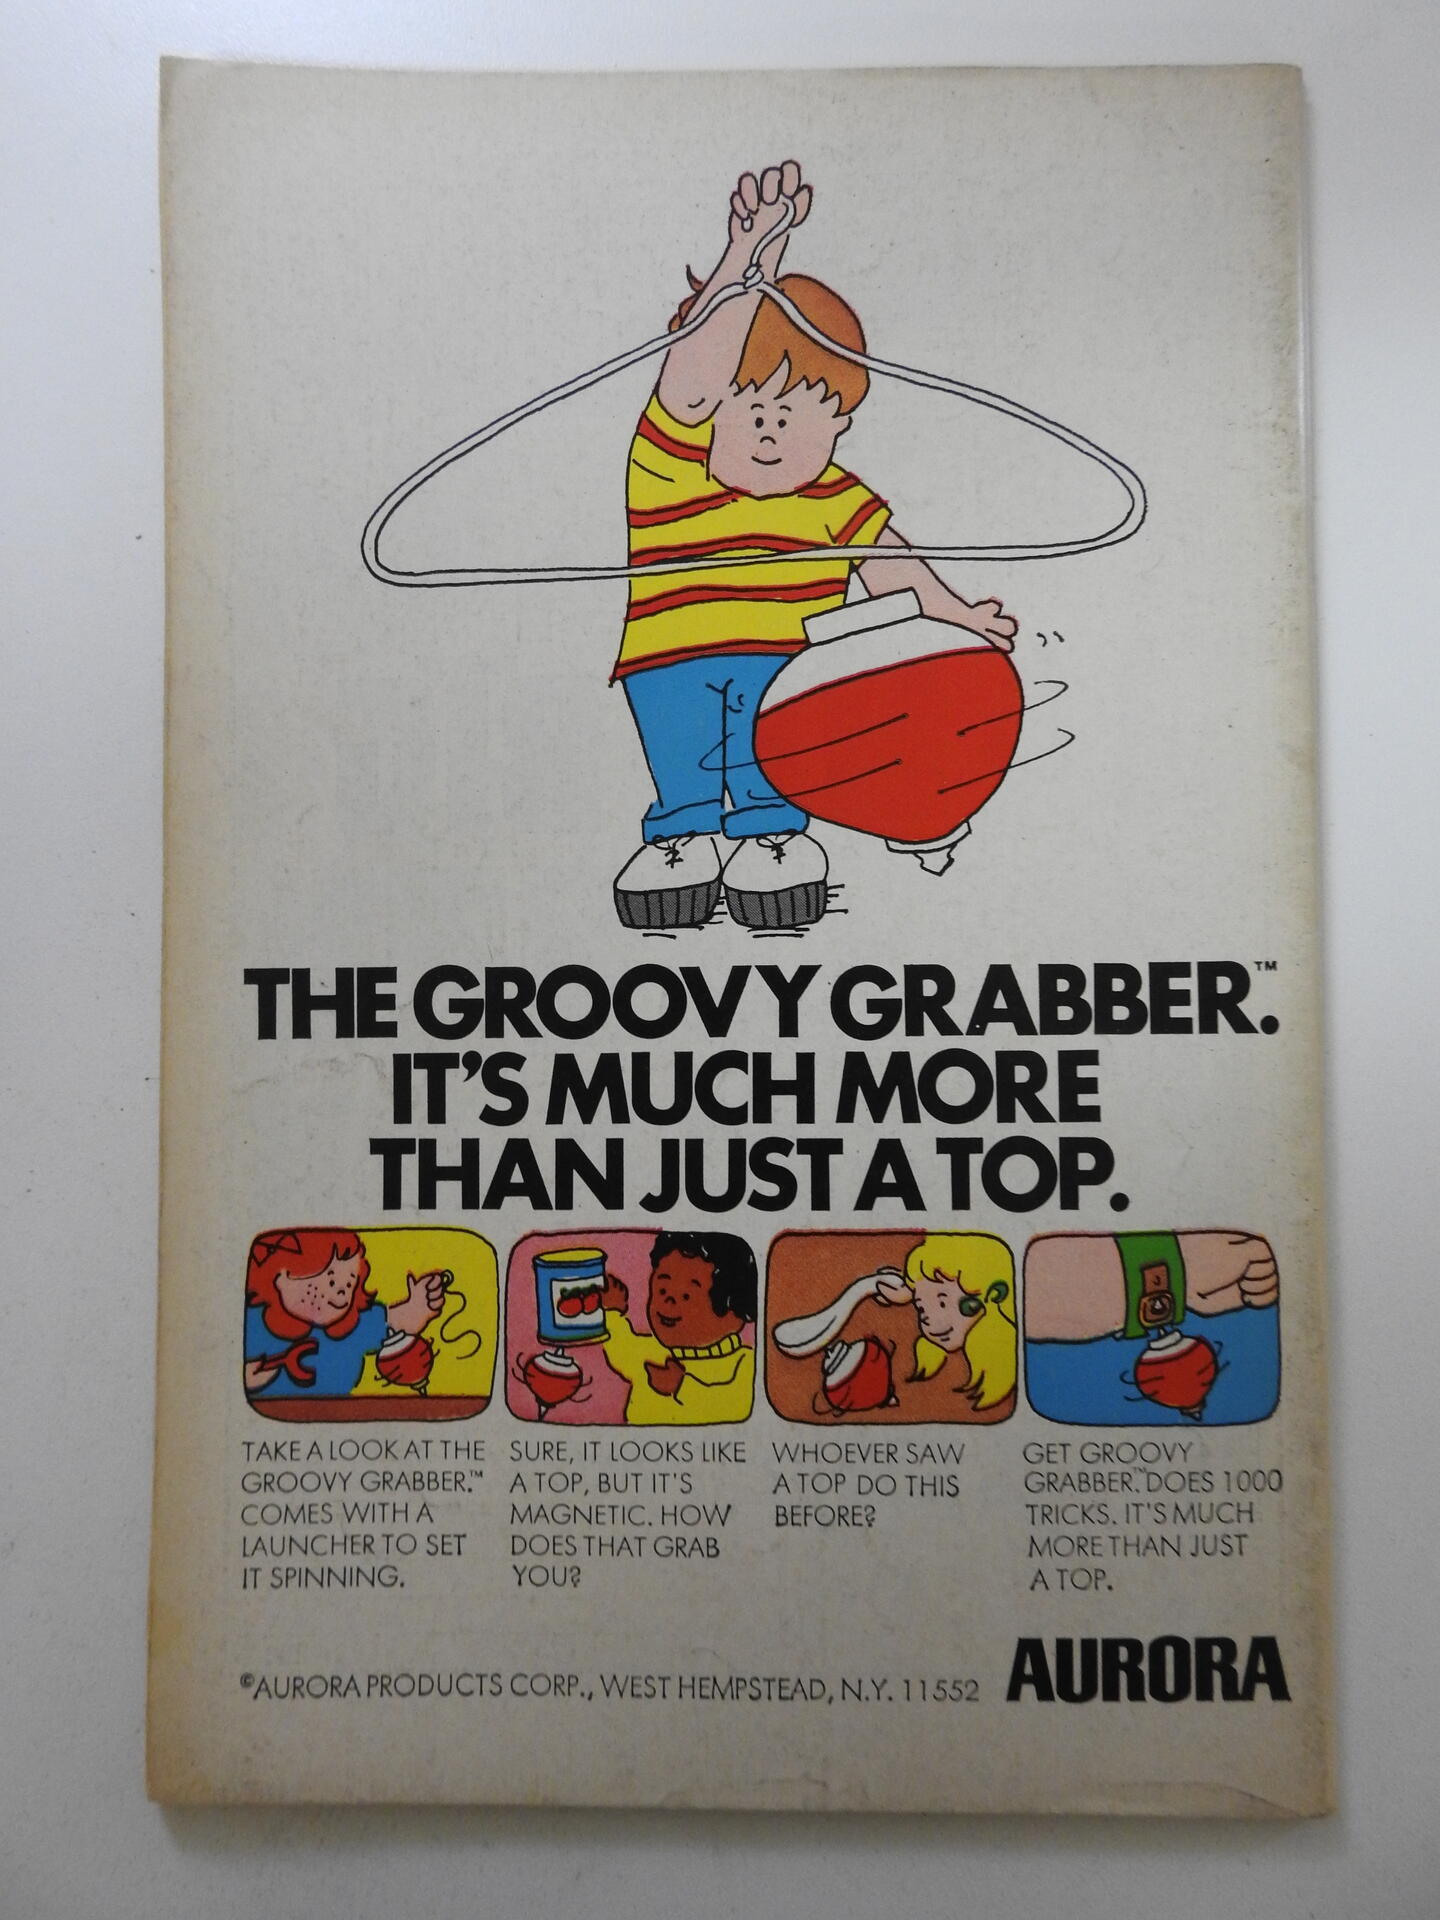 THE GROOVY GRABBER.™
IT'S MUCH MORE
THAN JUST A TOP.
TAKE A LOOK AT THE
GROOVY GRABBER.™
COMES WITH A
LAUNCHER TO SET
IT SPINNING.
SURE, IT LOOKS LIKE
A TOP, BUT IT'S
MAGNETIC. HOW
DOES THAT GRAB
YOU?
WHOEVER SAW
A TOP DO THIS
BEFORE?
GET GROOVY
GRABBER.™ DOES 1000
TRICKS. IT'S MUCH
MORE THAN JUST
A TOP.
©AURORA PRODUCTS CORP., WEST HEMPSTEAD, N.Y. 11552
AURORA